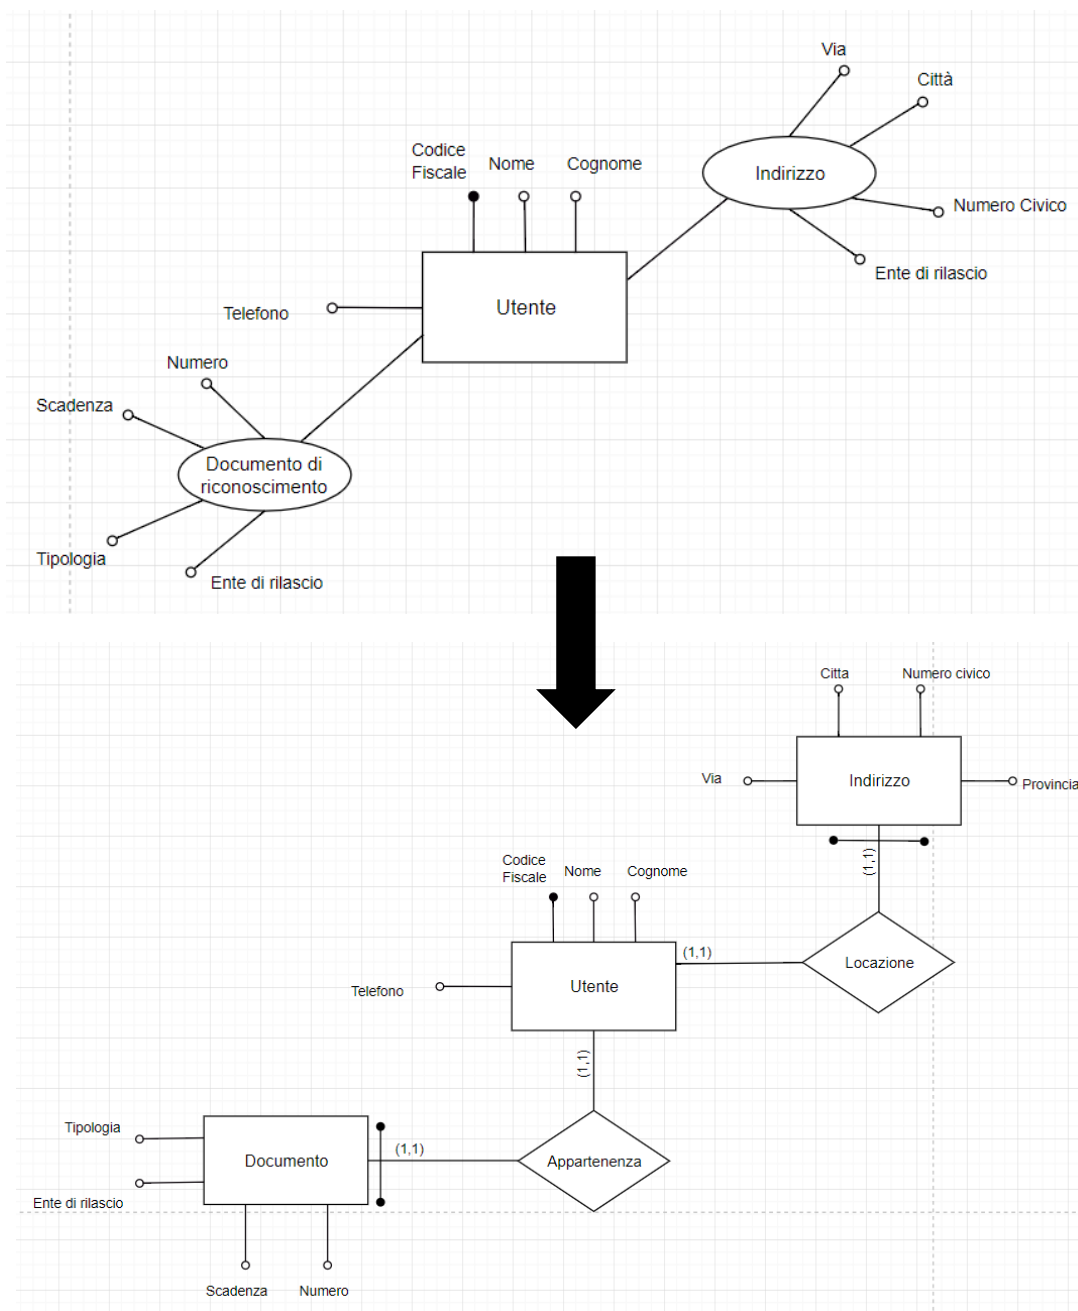 Via
Città
Codice
Fiscale
Nome
Cognome
Indirizzo
Numero Civico
Ente di rilascio
Utente
Telefono
Numero
Scadenza
Documento di
riconoscimento
Tipologia
Ente di rilascio
Citta
Numero civico
Via
Indirizzo
Provincia
(1,1)
Codice
Fiscale
Nome
Cognome
(1,1)
Locazione
Telefono
Utente
(1,1)
Tipologia
Documento
(1,1)
Appartenenza
Ente di rilascio
Scadenza
Numero